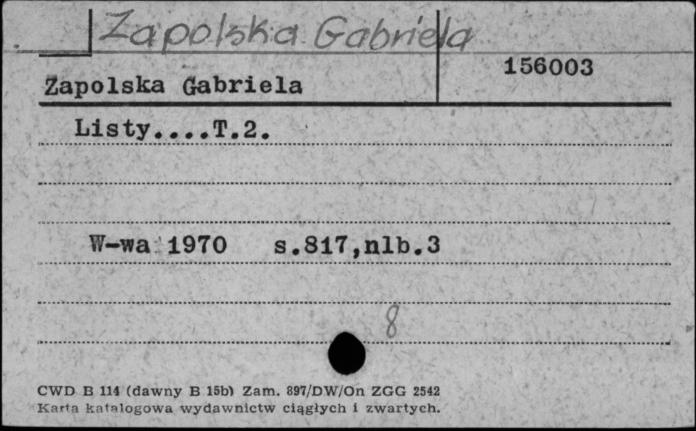 Zapolska Gabriela
156003
Zapolska Gabriela
Listy....T.2.
W-wa 1970 s.817,nlb.3
8
CWD B 114 (dawny B 15b) Zam. 897/DW/On ZGG 2542
Karta katalogowa wydawnictw ciągłych i zwartych.